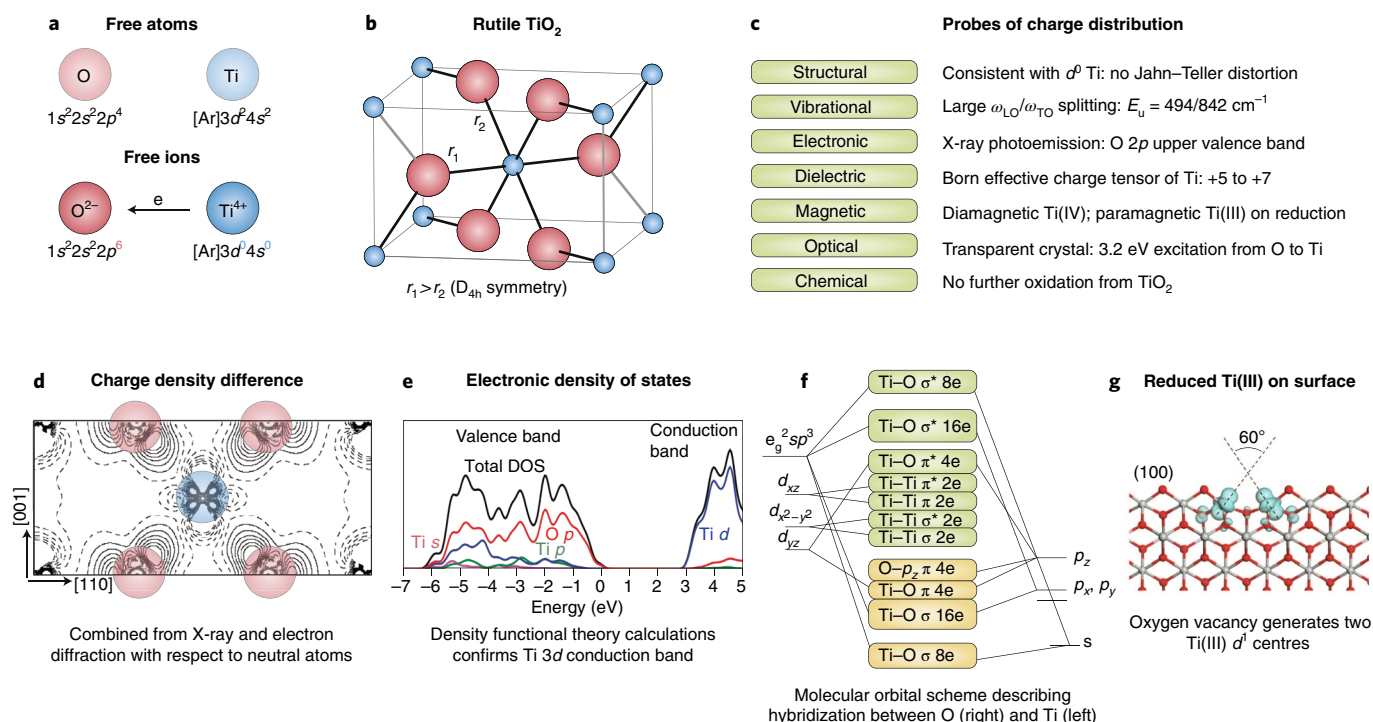 a Free atoms
O Ti
1s²2s²2p⁴ [Ar]3d²4s²
Free ions
O²⁻ e Ti⁴⁺
1s²2s²2p⁶ [Ar]3d⁰4s⁰
b Rutile TiO₂
r₂
r₁
r₁ > r₂ (D₄ₕ symmetry)
c Probes of charge distribution
Structural Consistent with d⁰ Ti: no Jahn–Teller distortion
Vibrational Large ωLO/ωTO splitting: Eᵤ = 494/842 cm⁻¹
Electronic X-ray photoemission: O 2p upper valence band
Dielectric Born effective charge tensor of Ti: +5 to +7
Magnetic Diamagnetic Ti(IV); paramagnetic Ti(III) on reduction
Optical Transparent crystal: 3.2 eV excitation from O to Ti
Chemical No further oxidation from TiO₂
d Charge density difference
[001]
[110]
Combined from X-ray and electron
diffraction with respect to neutral atoms
e Electronic density of states
Valence band
Conduction
band
Total DOS
Ti s
O p
Ti p
Ti d
–7 –6 –5 –4 –3 –2 –1 0 1 2 3 4 5
Energy (eV)
Density functional theory calculations
confirms Ti 3d conduction band
f
Ti–O σ* 8e
Ti–O σ* 16e
e_g²sp³
Ti–O π* 4e
Ti–Ti π* 2e
d_xz
Ti–Ti π 2e
d_x²–y²
Ti–Ti σ* 2e
Ti–Ti σ 2e
d_yz
O–p_z π 4e
p_z
Ti–O π 4e
p_x, p_y
Ti–O σ 16e
Ti–O σ 8e
s
Molecular orbital scheme describing
hybridization between O (right) and Ti (left)
g Reduced Ti(III) on surface
60°
(100)
Oxygen vacancy generates two
Ti(III) d¹ centres